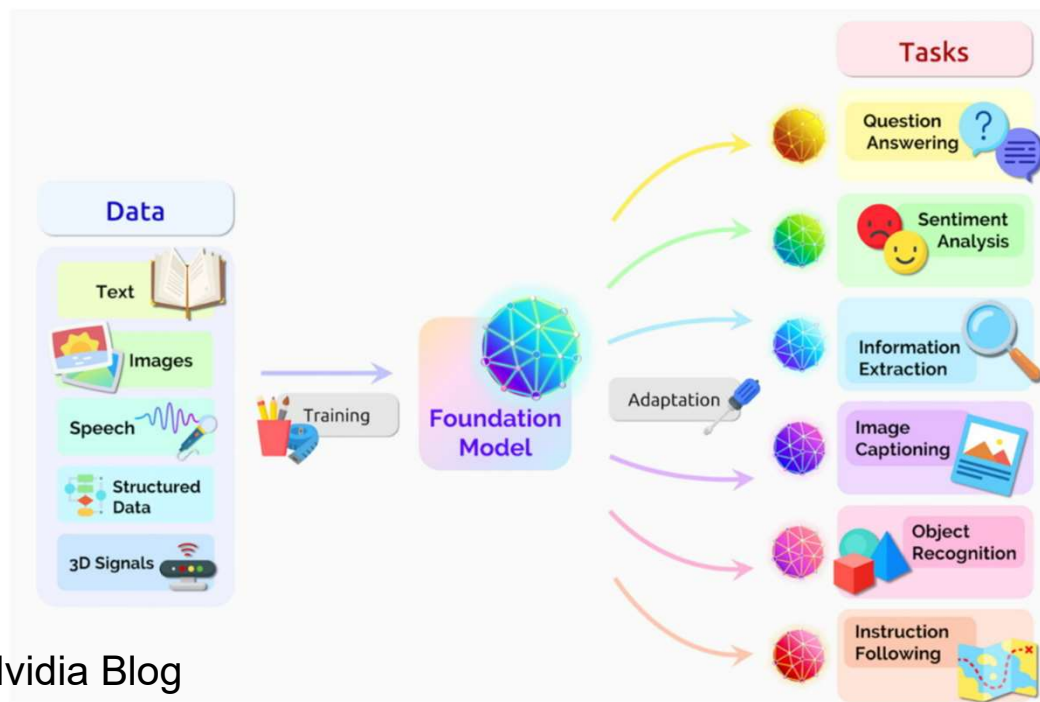 Data
Text
Images
Speech
Structured
Data
3D Signals
Training
Foundation
Model
Adaptation
Tasks
Question
Answering
?
Sentiment
Analysis
Information
Extraction
Image
Captioning
Object
Recognition
Instruction
Following
Blog